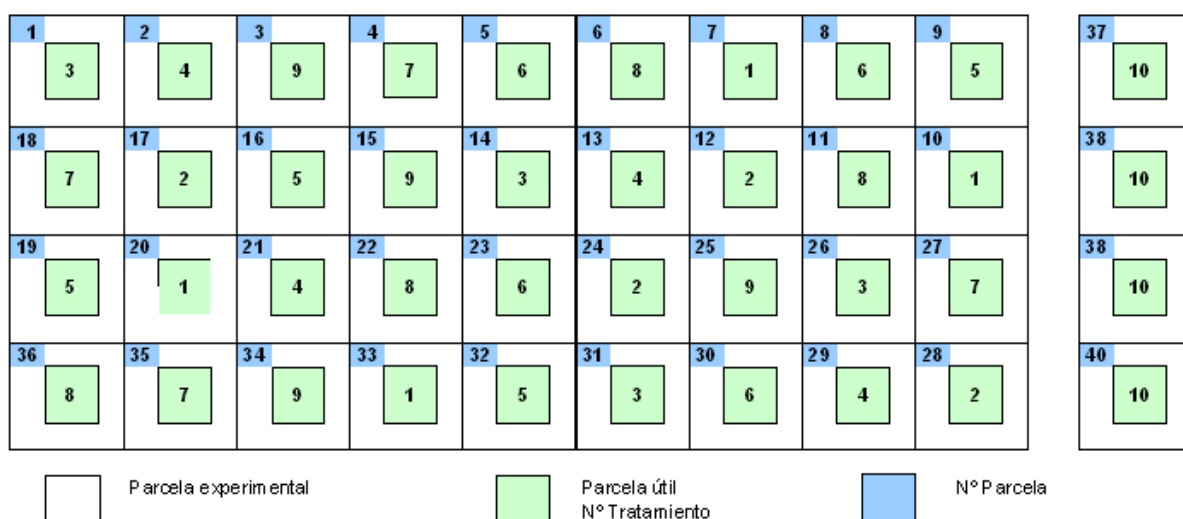 1 2 3 4 5 6 7 8 9 37
3 4 9 7 6 8 1 6 5 10
18 17 16 15 14 13 12 11 10 38
7 2 5 9 3 4 2 8 1 10
19 20 21 22 23 24 25 26 27 38
5 1 4 8 6 2 9 3 7 10
36 35 34 33 32 31 30 29 28 40
8 7 9 1 5 3 6 4 2 10
Parcela experimental
Parcela útil
Nº Tratamiento
Nº Parcela